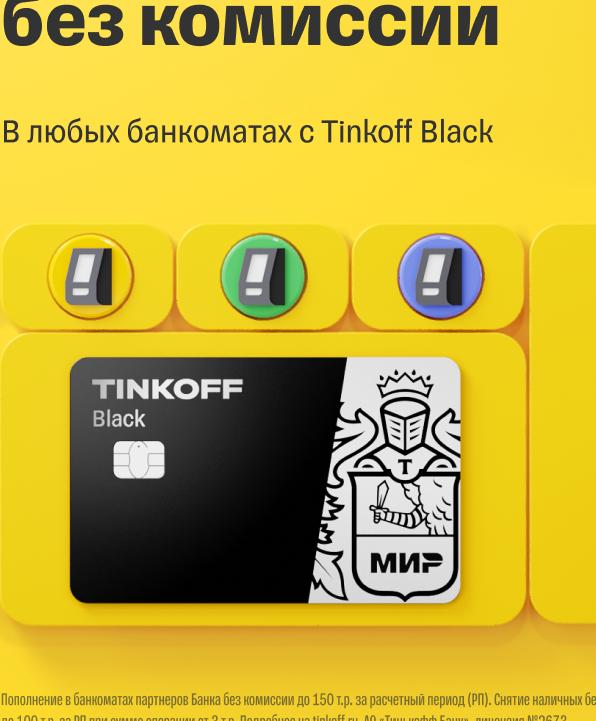 без комиссии
В любых банкоматах с Tinkoff Black
TINKOFF
Black
T
МИР
Пополнение в банкоматах партнеров Банка без комиссии до 150 т.р. за расчетный период (РП). Снятие наличных бе
до 100 т.р. за РП при сумме операции от 3 т.р. Подробнее на tinkoff.ru. АО «Тинькофф Банк», лицензия №2673